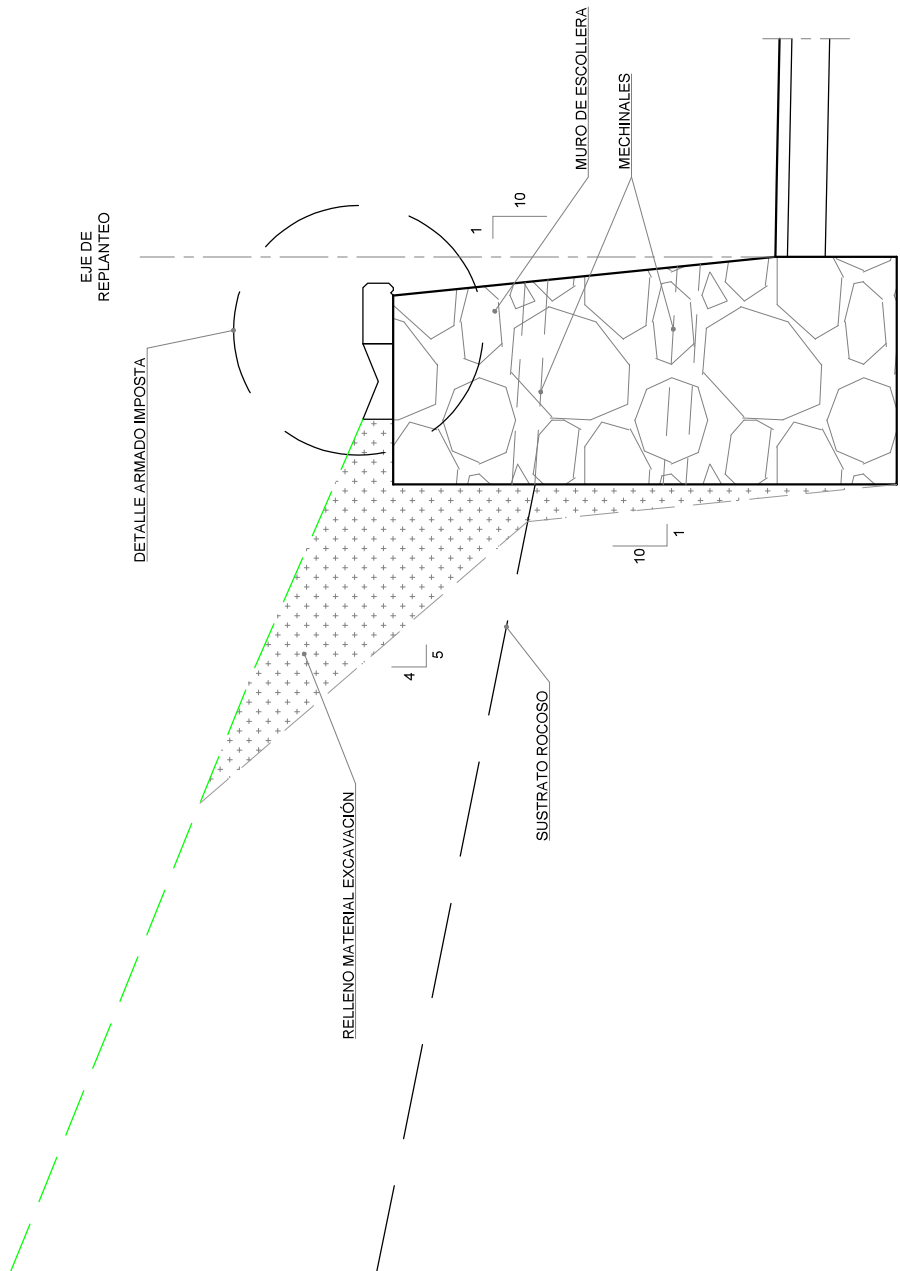 EJE DE
REPLANTEO
DETALLE ARMADO IMPOSTA
MURO DE ESCOLLERA
MECHINALES
1
10
10
1
4
5
RELLENO MATERIAL EXCAVACIÓN
SUSTRATO ROCOSO